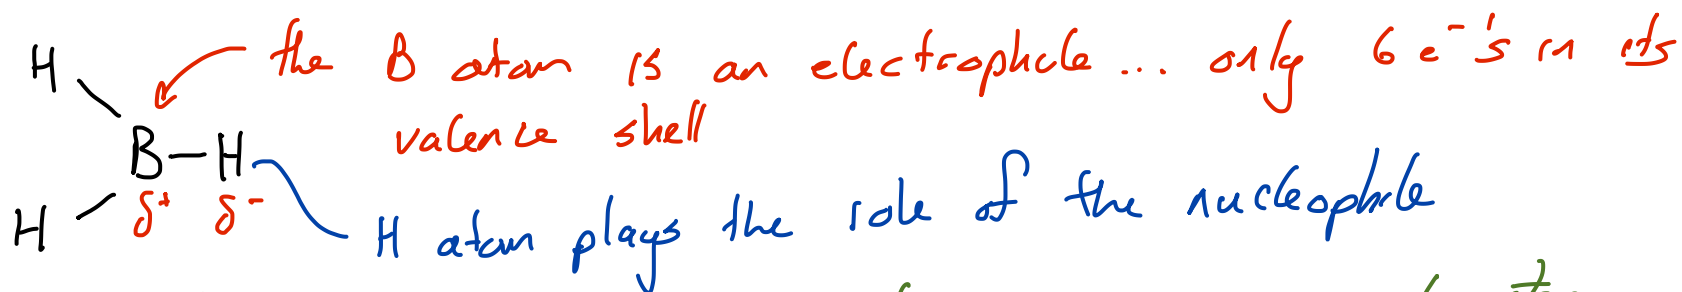 H
the B atom is an electrophile ... only 6 e⁻'s in its
valence shell
B—H
δ⁺ δ⁻
H
H atom plays the role of the nucleophile